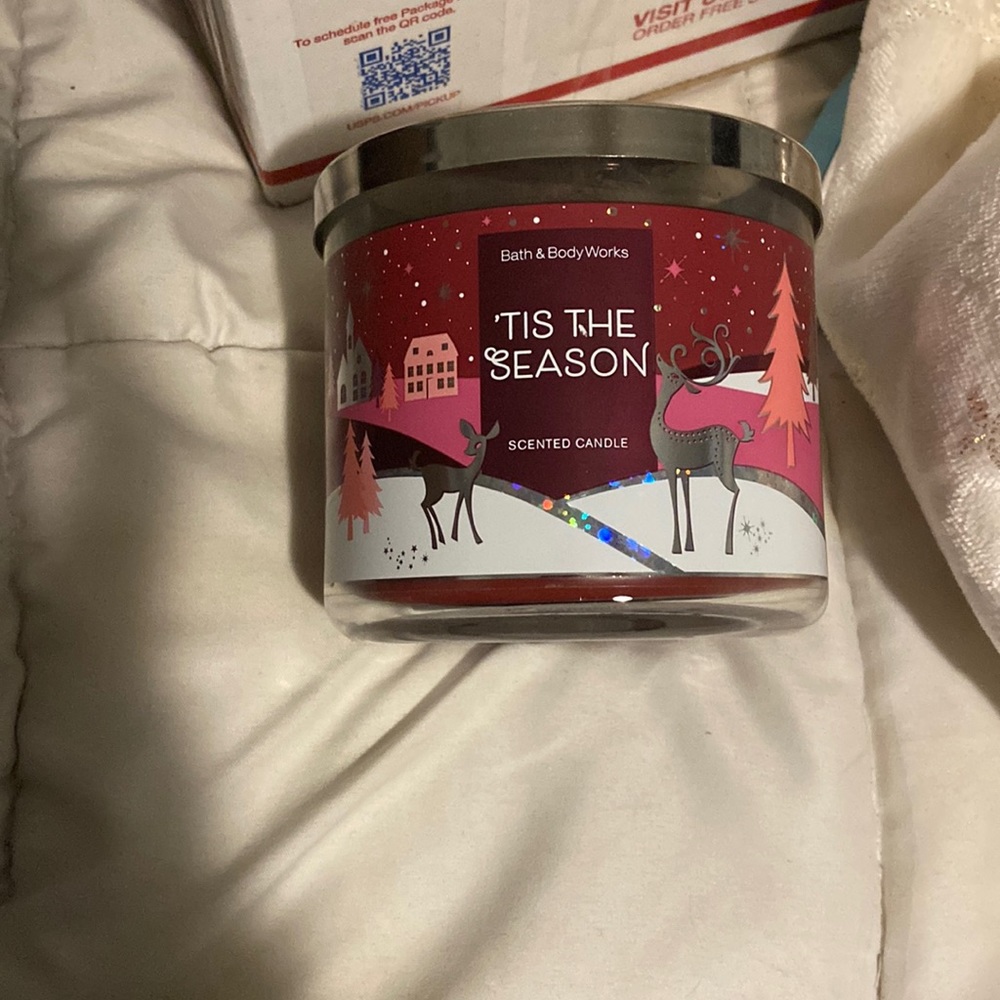 To schedule free Package
scan the QR code.
USPS.COM/PICKUP
VISIT
ORDER FREE
Bath & Body Works
'TIS THE
SEASON
SCENTED CANDLE